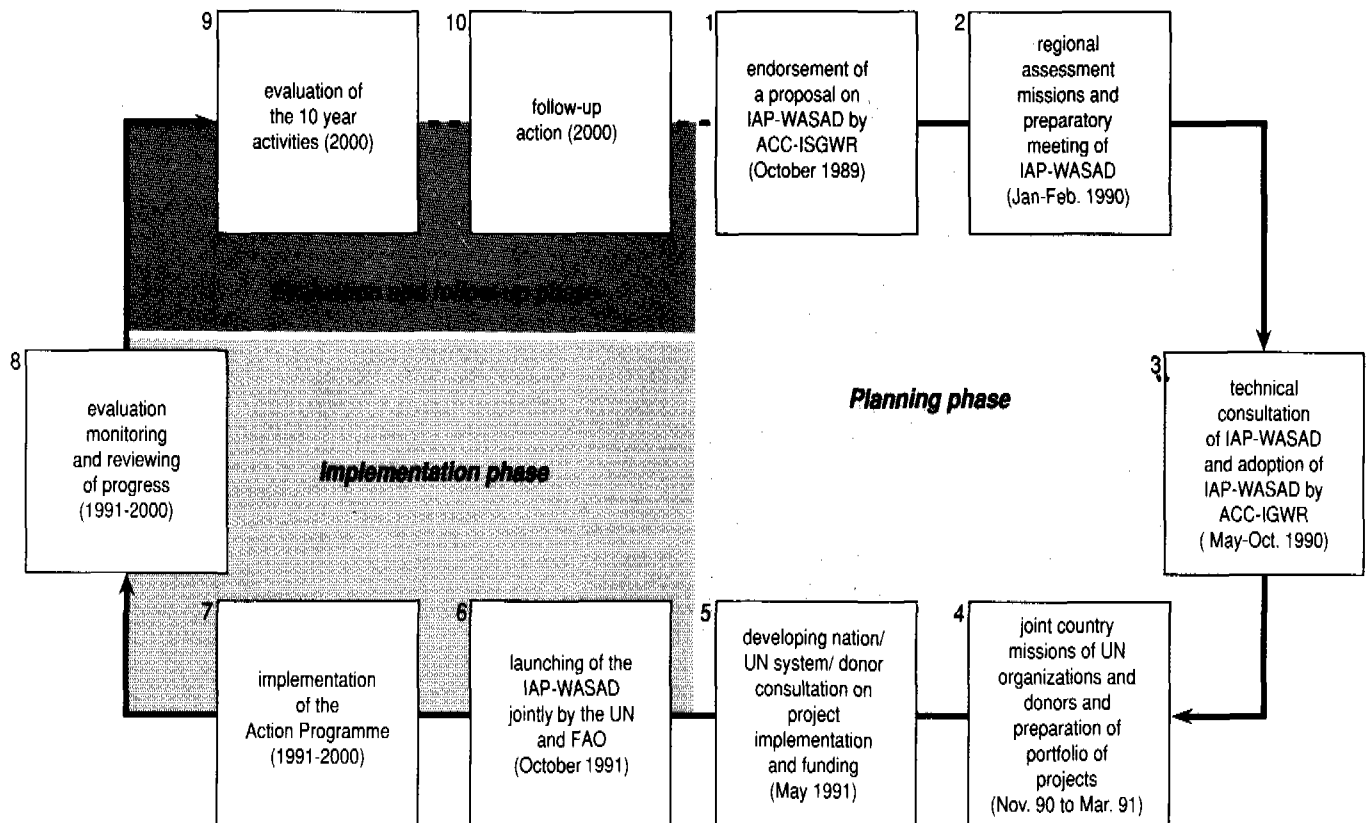 1
endorsement of
a proposal on
IAP-WASAD by
ACC-ISGWR
(October 1989)
2
regional
assessment
missions and
preparatory
meeting of
IAP-WASAD
(Jan-Feb. 1990)
3
technical
consultation
of IAP-WASAD
and adoption of
IAP-WASAD by
ACC-IGWR
( May-Oct. 1990)
4
joint country
missions of UN
organizations and
donors and
preparation of
portfolio of
projects
(Nov. 90 to Mar. 91)
5
developing nation/
UN system/ donor
consultation on
project
implementation
and funding
(May 1991)
Planning phase
6
launching of the
IAP-WASAD
jointly by the UN
and FAO
(October 1991)
7
implementation
of the
Action Programme
(1991-2000)
8
evaluation
monitoring
and reviewing
of progress
(1991-2000)
Implementation phase
9
evaluation of
the 10 year
activities (2000)
10
follow-up
action (2000)
Evaluation and follow-up phase